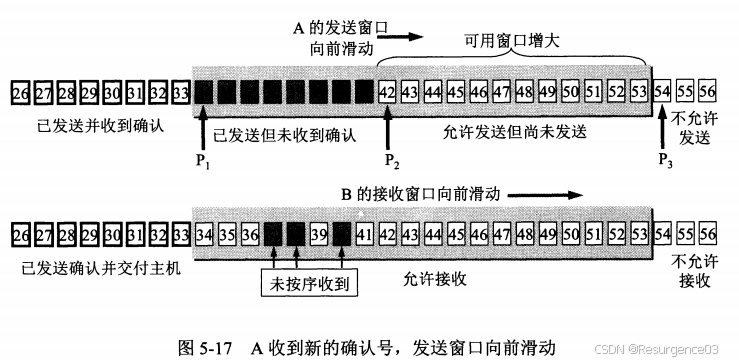 A 的发送窗口
向前滑动
可用窗口增大
26 27 28 29 30 31 32 33 42 43 44 45 46 47 48 49 50 51 52 53 54 55 56
已发送并收到确认 已发送但未收到确认 允许发送但尚未发送 不允许
发送
P1 P2 P3
B 的接收窗口向前滑动
26 27 28 29 30 31 32 33 34 35 36 39 41 42 43 44 45 46 47 48 49 50 51 52 53 54 55 56
已发送确认并交付主机 未按序收到 允许接收 不允许
接收
图 5-17 A 收到新的确认号，发送窗口向前滑动
CSDN @Resurgence03